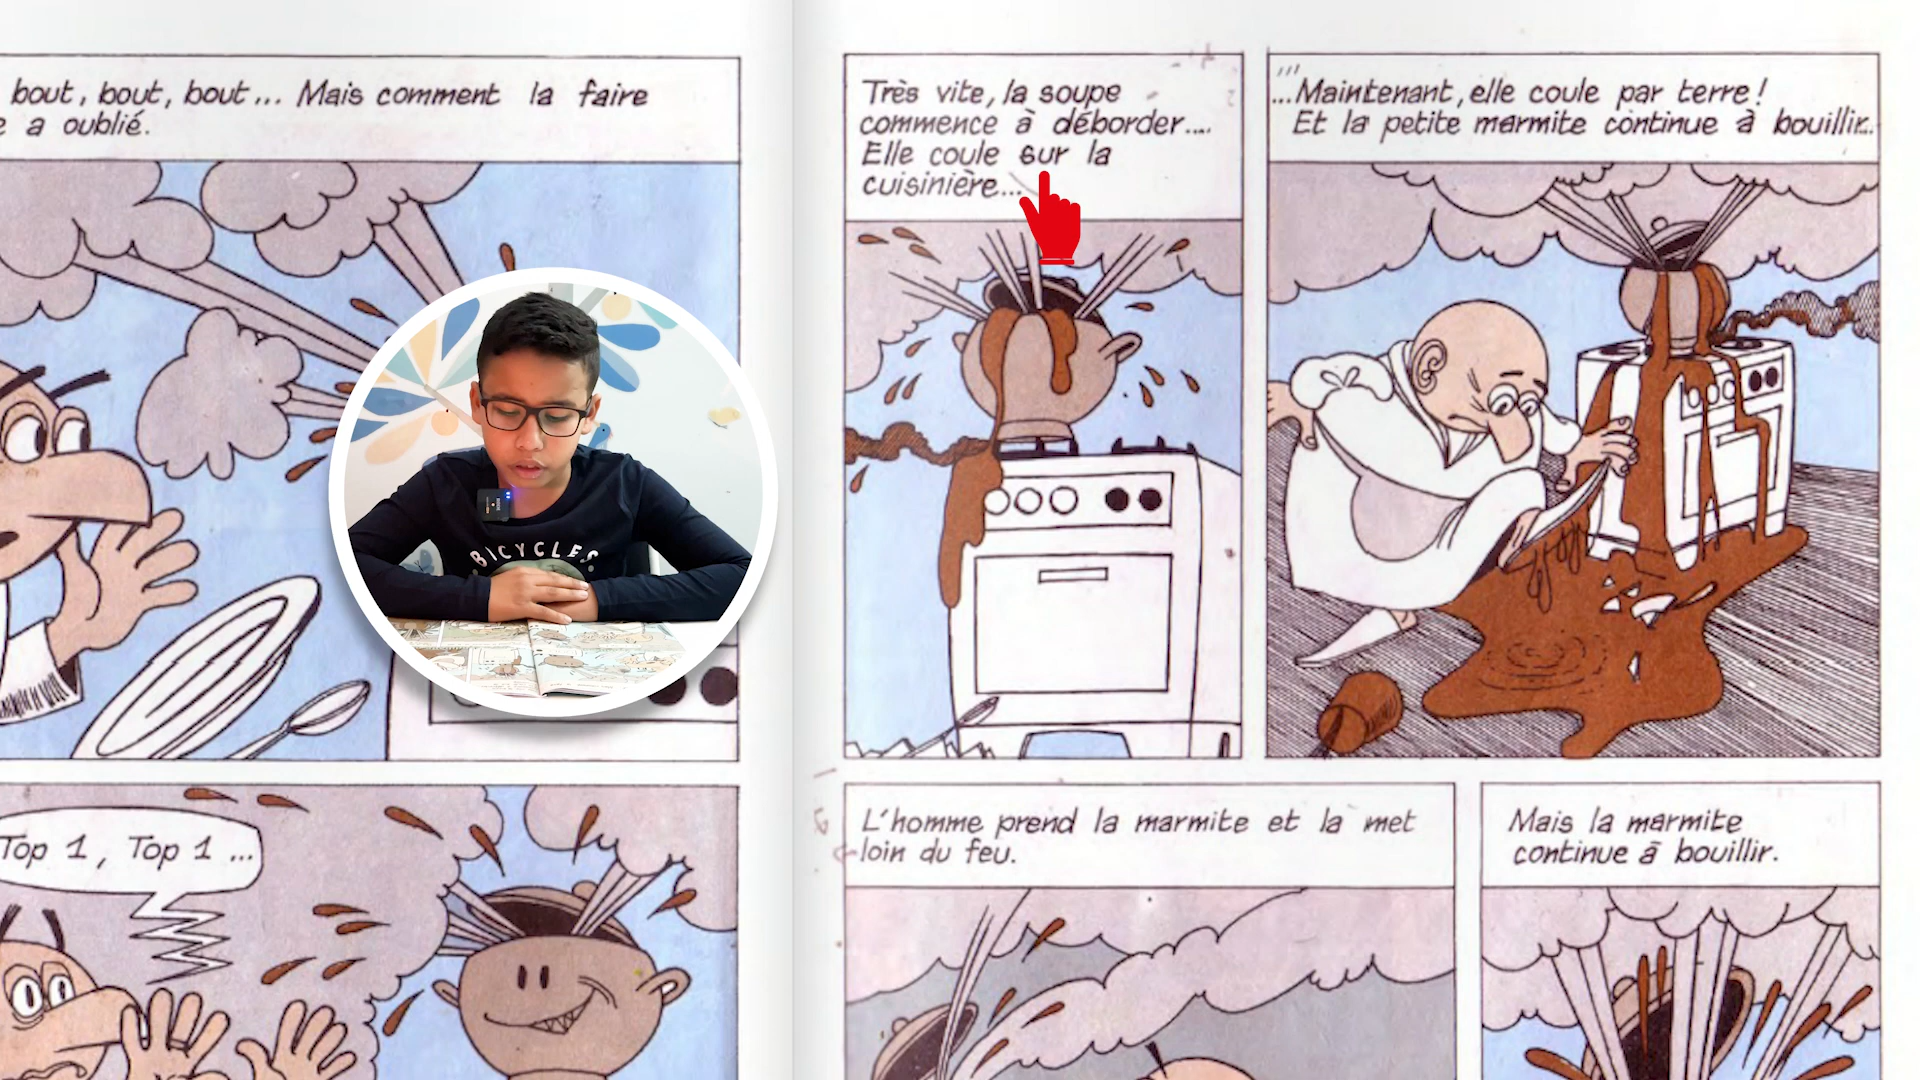 bout, bout, bout... Mais comment la faire
e a oublié.
Top 1, Top 1 ...
BICYCLES
Très vite, la soupe
commence à déborder....
Elle coule sur la
cuisinière...
...Maintenant, elle coule par terre!
Et la petite marmite continue à bouillir...
L'homme prend la marmite et la met
loin du feu.
Mais la marmite
continue à bouillir.